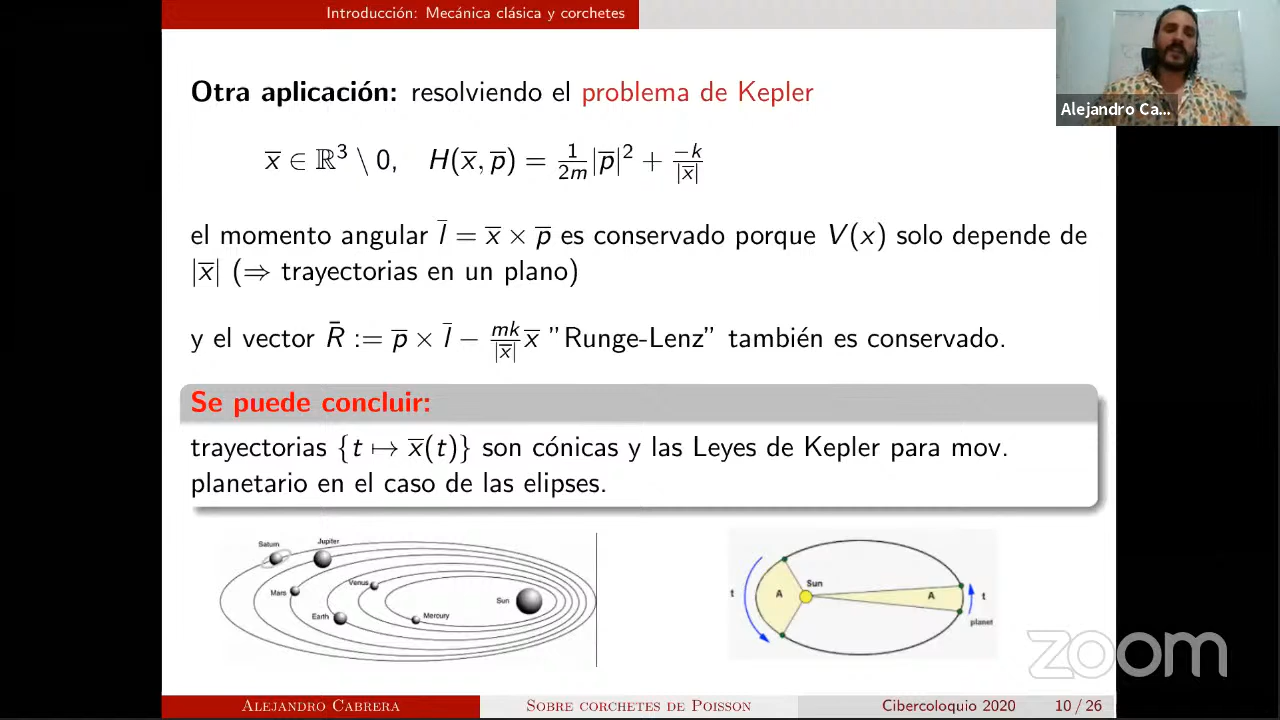 Introducción: Mecánica clásica y corchetes
Alejandro Ca...
Otra aplicación: resolviendo el problema de Kepler
x̅ ∈ ℝ³ \ 0, H(x̅, p̅) = 1/2m |p̅|² + −k/|x̅|
el momento angular l̅ = x̅ × p̅ es conservado porque V(x) solo depende de
|x̅| (⇒ trayectorias en un plano)
y el vector R̅ := p̅ × l̅ − mk/|x̅| x̅ ”Runge-Lenz” también es conservado.
Se puede concluir:
trayectorias {t ↦ x̅(t)} son cónicas y las Leyes de Kepler para mov.
planetario en el caso de las elipses.
Saturn
Jupiter
Mars
Venus
Earth
Mercury
Sun
t
A
Sun
A
t
planet
zoom
Alejandro Cabrera
Sobre corchetes de Poisson
Cibercoloquio 2020
10 / 26